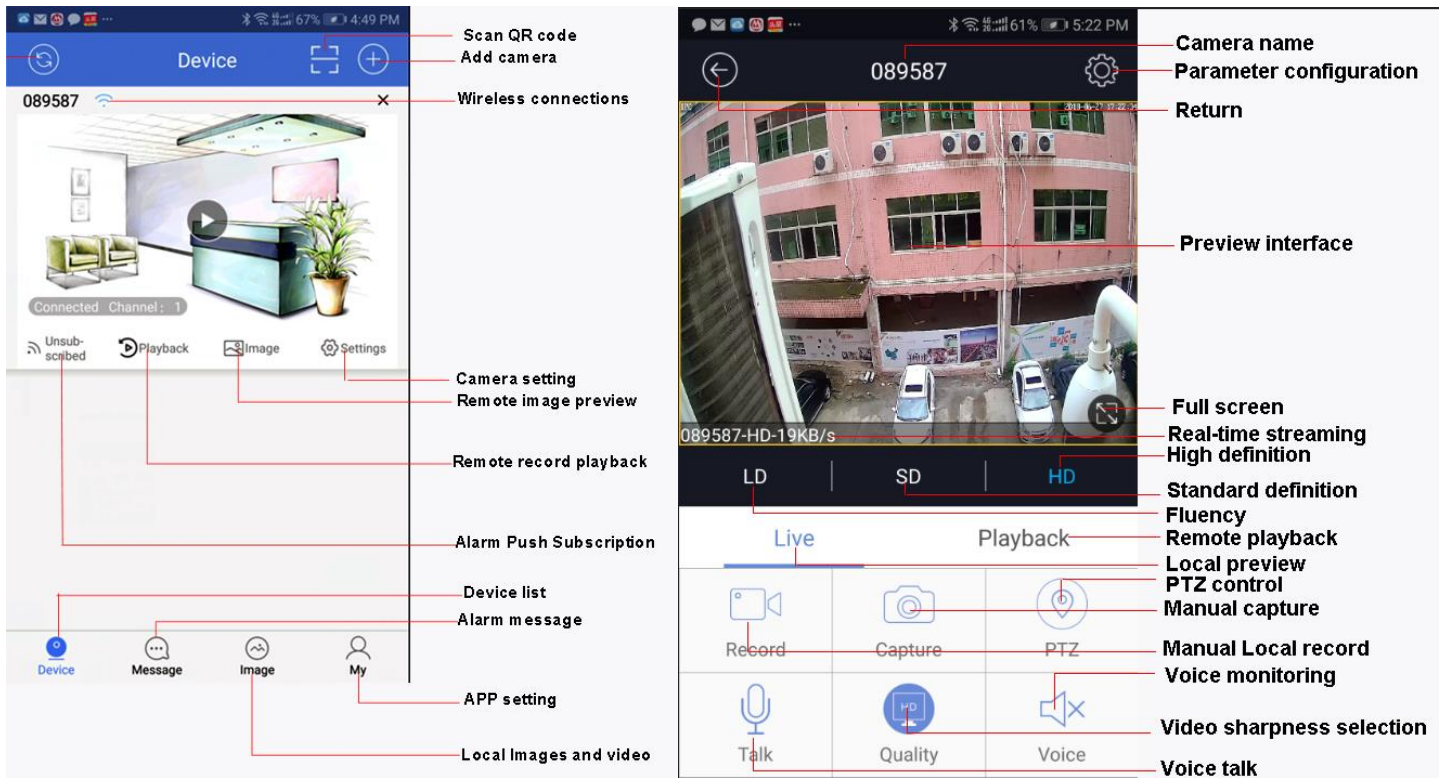 67% 4:49 PM
Device
Scan QR code
Add camera
089587
Wireless connections
Connected Channel: 1
Unsub-
scribed
Playback
Image
Settings
Camera setting
Remote image preview
Remote record playback
Alarm Push Subscription
Device list
Alarm message
Device
Message
Image
My
APP setting
Local Images and video
61% 5:22 PM
089587
Camera name
Parameter configuration
Return
Preview interface
Full screen
089587-HD-19KB/s
Real-time streaming
High definition
LD
SD
HD
Standard definition
Fluency
Live
Playback
Remote playback
Local preview
PTZ control
Manual capture
Record
Capture
PTZ
Manual Local record
Voice monitoring
HD
Video sharpness selection
Talk
Quality
Voice
Voice talk